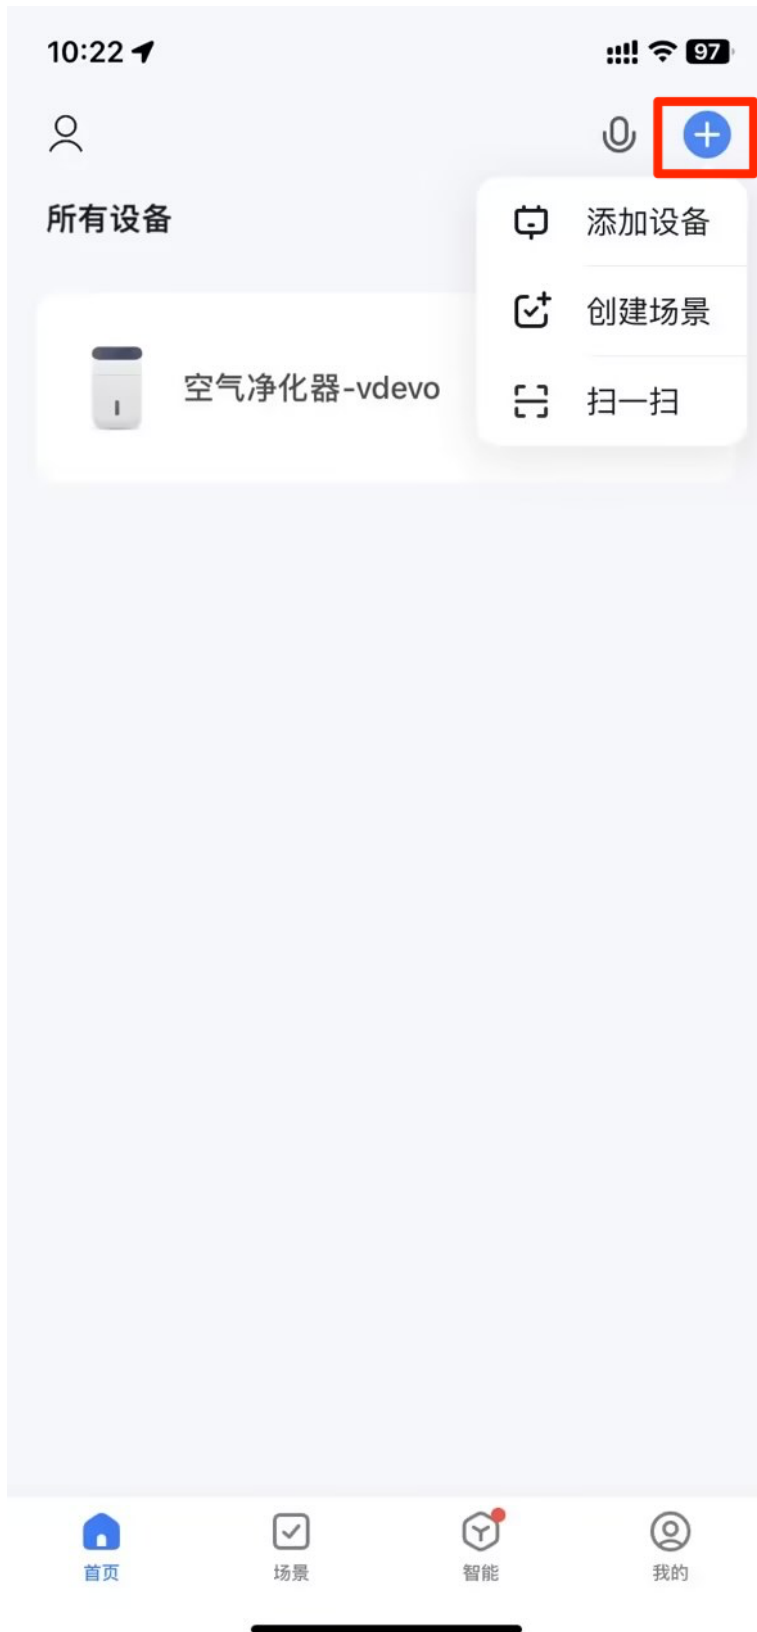 10:22
97
所有设备
添加设备
创建场景
扫一扫
空气净化器-vdevo
首页
场景
智能
我的